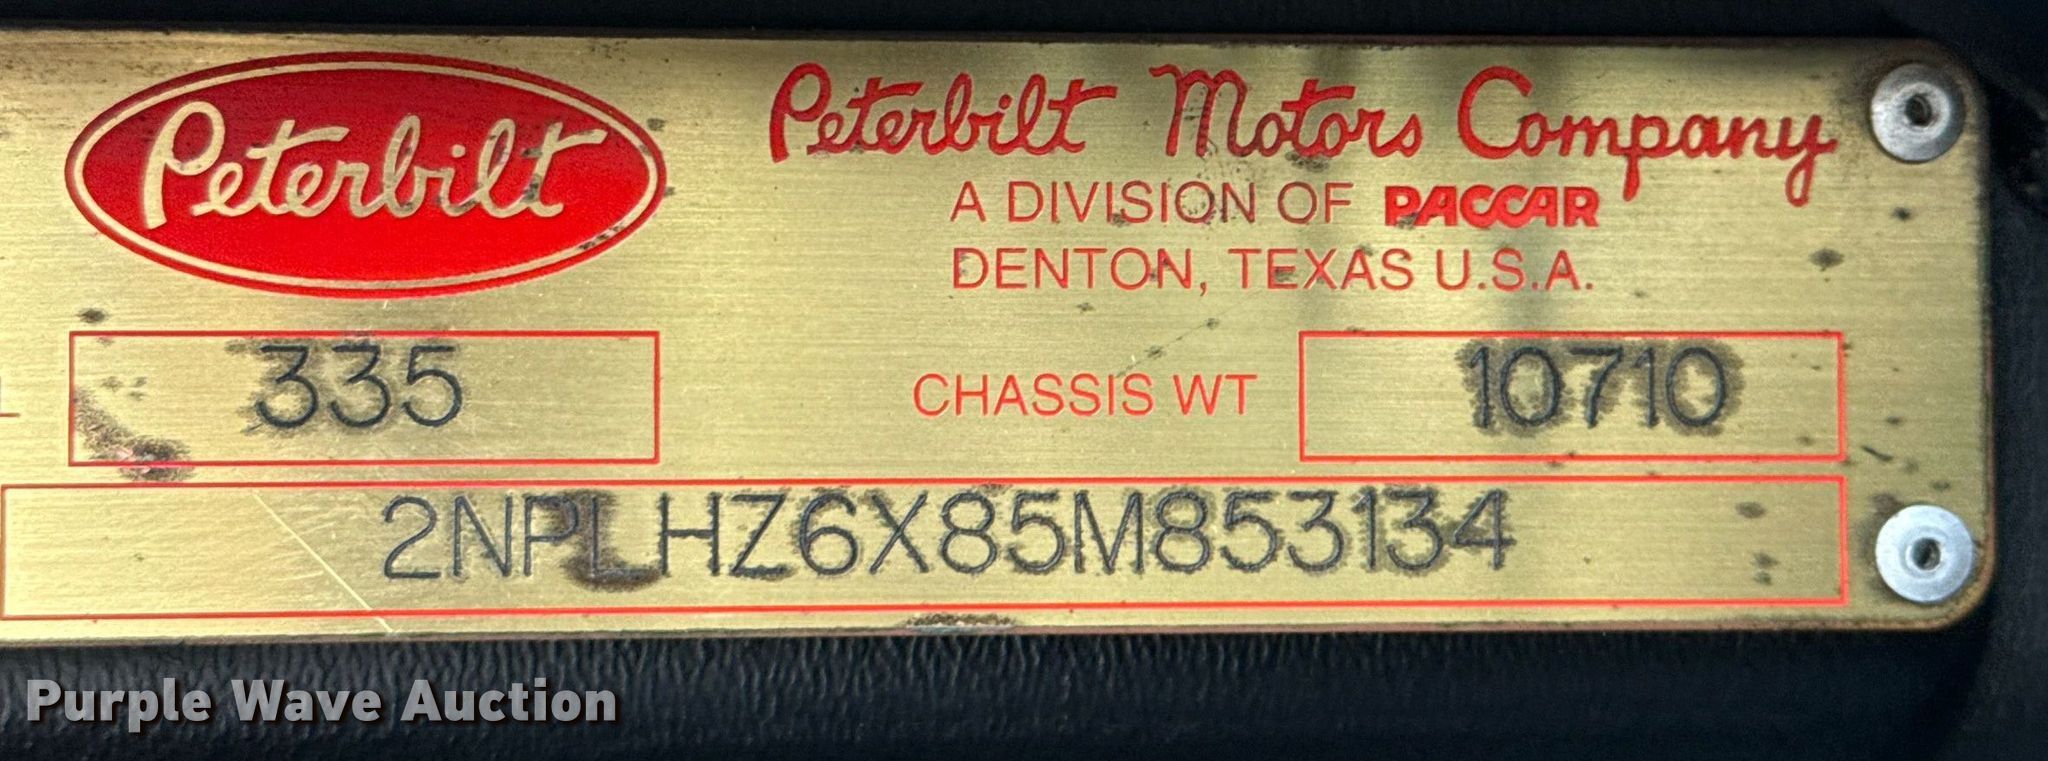 Peterbilt
Peterbilt Motors Company
A DIVISION OF PACCAR
DENTON, TEXAS U.S.A.
335
CHASSIS WT 10710
2NPLHZ6X85M853134
Purple Wave Auction